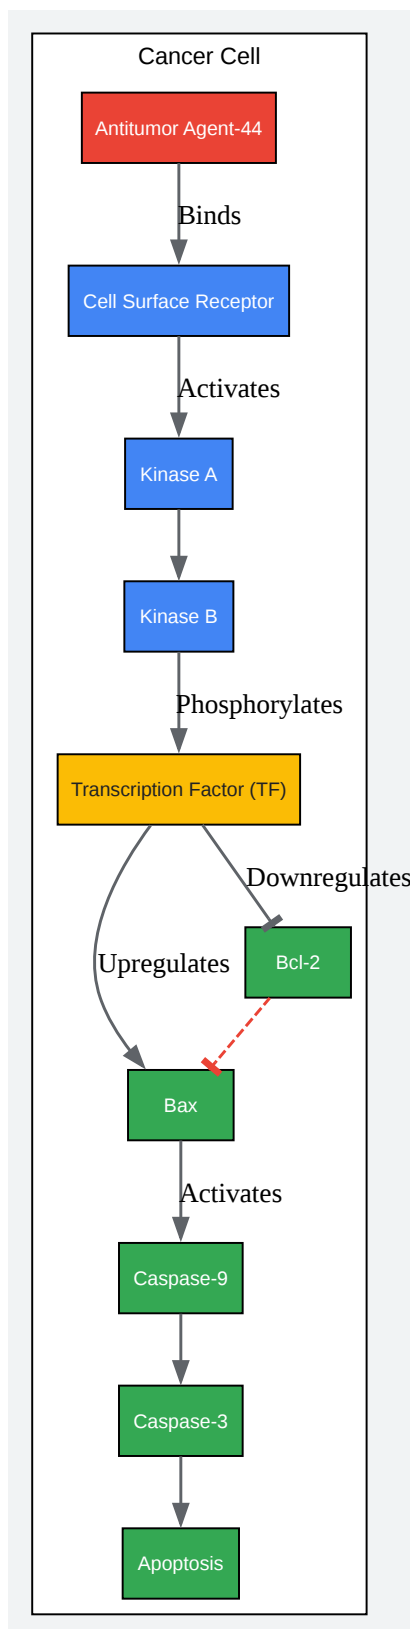 Cancer Cell
Antitumor Agent-44
Binds
Cell Surface Receptor
Activates
Kinase A
Kinase B
Phosphorylates
Transcription Factor (TF)
Downregulates
Upregulates
Bcl-2
Bax
Activates
Caspase-9
Caspase-3
Apoptosis